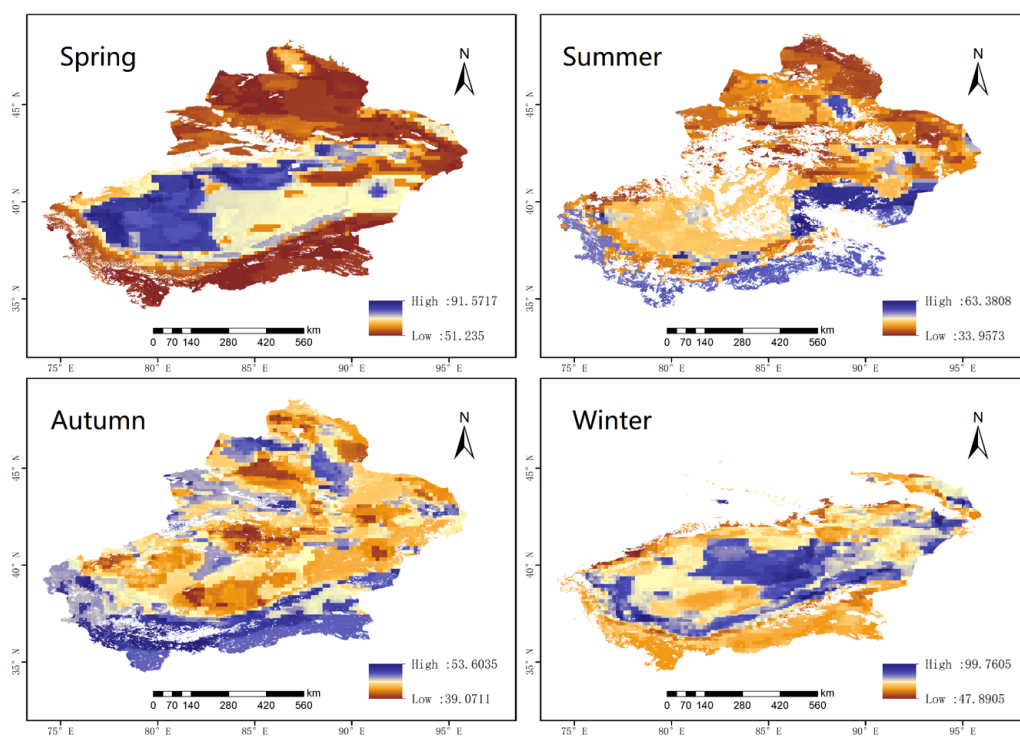 Spring
N
45° N
40° N
35° N
High :91.5717
Low :51.235
km
0 70 140 280 420 560
75° E 80° E 85° E 90° E 95° E
Summer
N
45° N
40° N
35° N
High :63.3808
Low :33.9573
km
0 70 140 280 420 560
75° E 80° E 85° E 90° E 95° E
Autumn
N
45° N
40° N
35° N
High :53.6035
Low :39.0711
km
0 70 140 280 420 560
75° E 80° E 85° E 90° E 95° E
Winter
N
45° N
40° N
35° N
High :99.7605
Low :47.8905
km
0 70 140 280 420 560
75° E 80° E 85° E 90° E 95° E